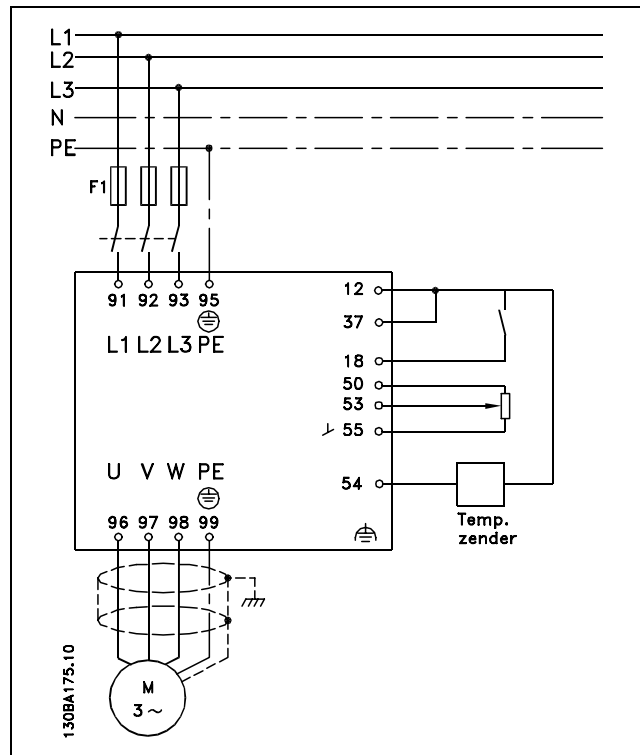 L1
L2
L3
N
PE
F1
91 92 93 95
L1 L2 L3 PE
12
37
18
50
53
55
54
U V W PE
96 97 98 99
Temp.
zender
M
3 ~
130BA175.10